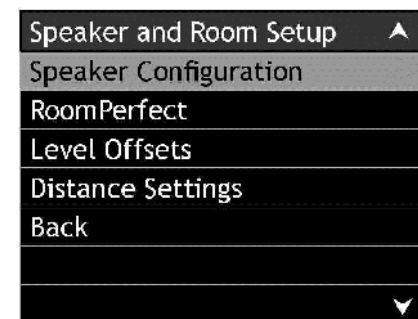 Speaker and Room Setup
Speaker Configuration
RoomPerfect
Level Offsets
Distance Settings
Back